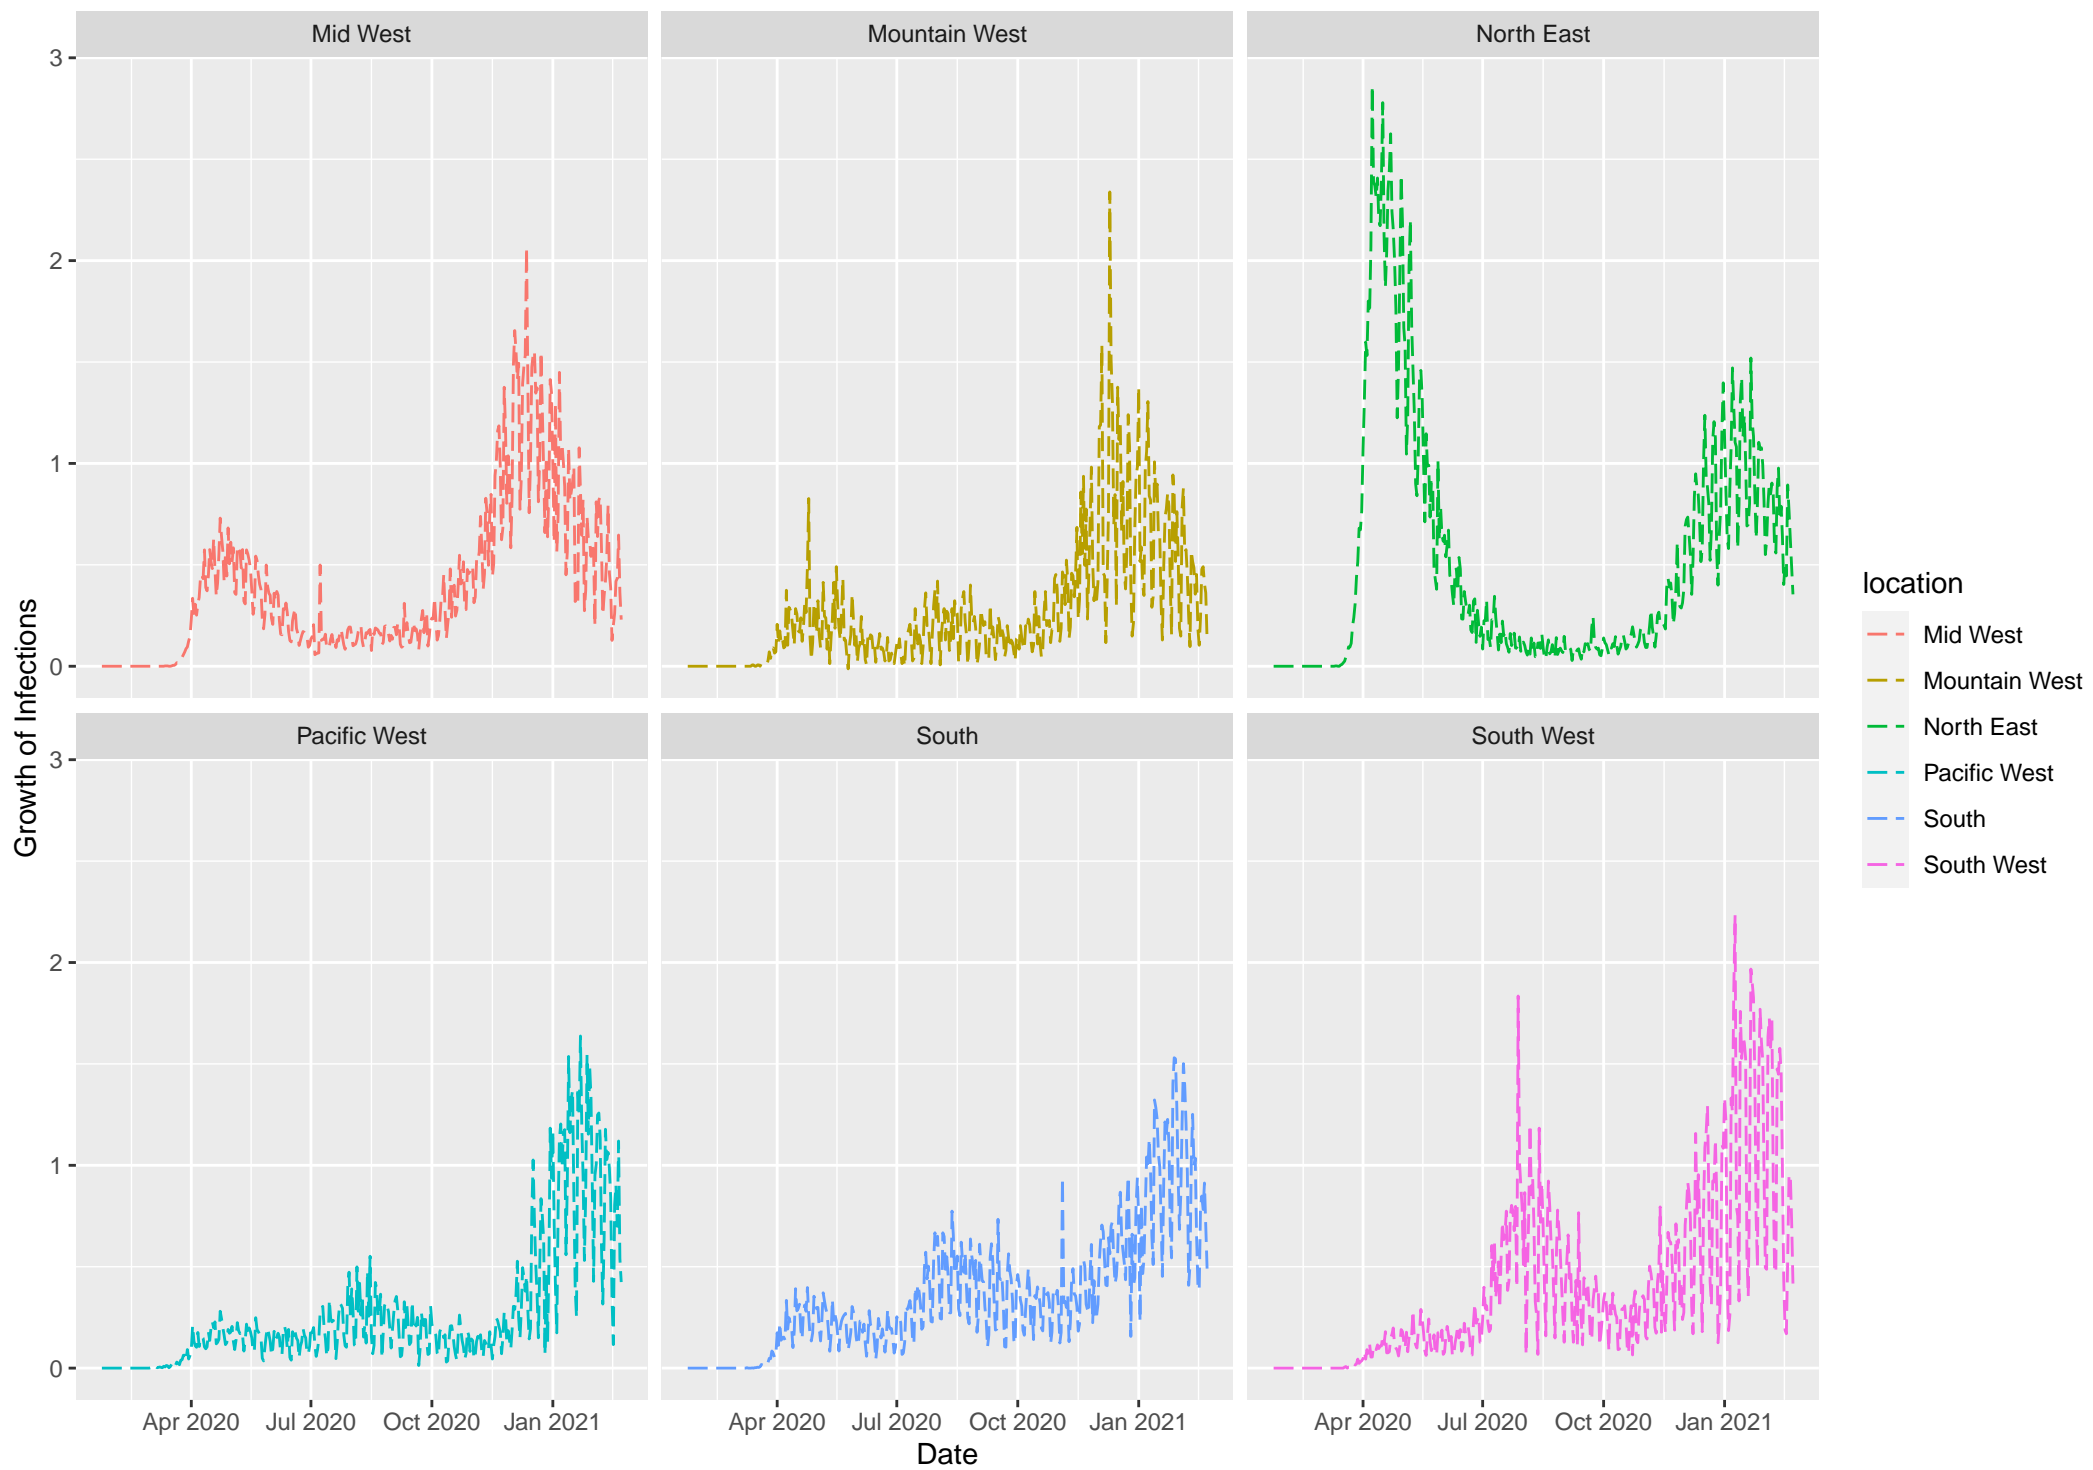 Mid West
Mountain West
North East
3
2
1
0
Pacific West
South
South West
3
2
1
0
Apr 2020 Jul 2020 Oct 2020 Jan 2021
Apr 2020 Jul 2020 Oct 2020 Jan 2021
Apr 2020 Jul 2020 Oct 2020 Jan 2021
Date
Growth of Infections
location
Mid West
Mountain West
North East
Pacific West
South
South West